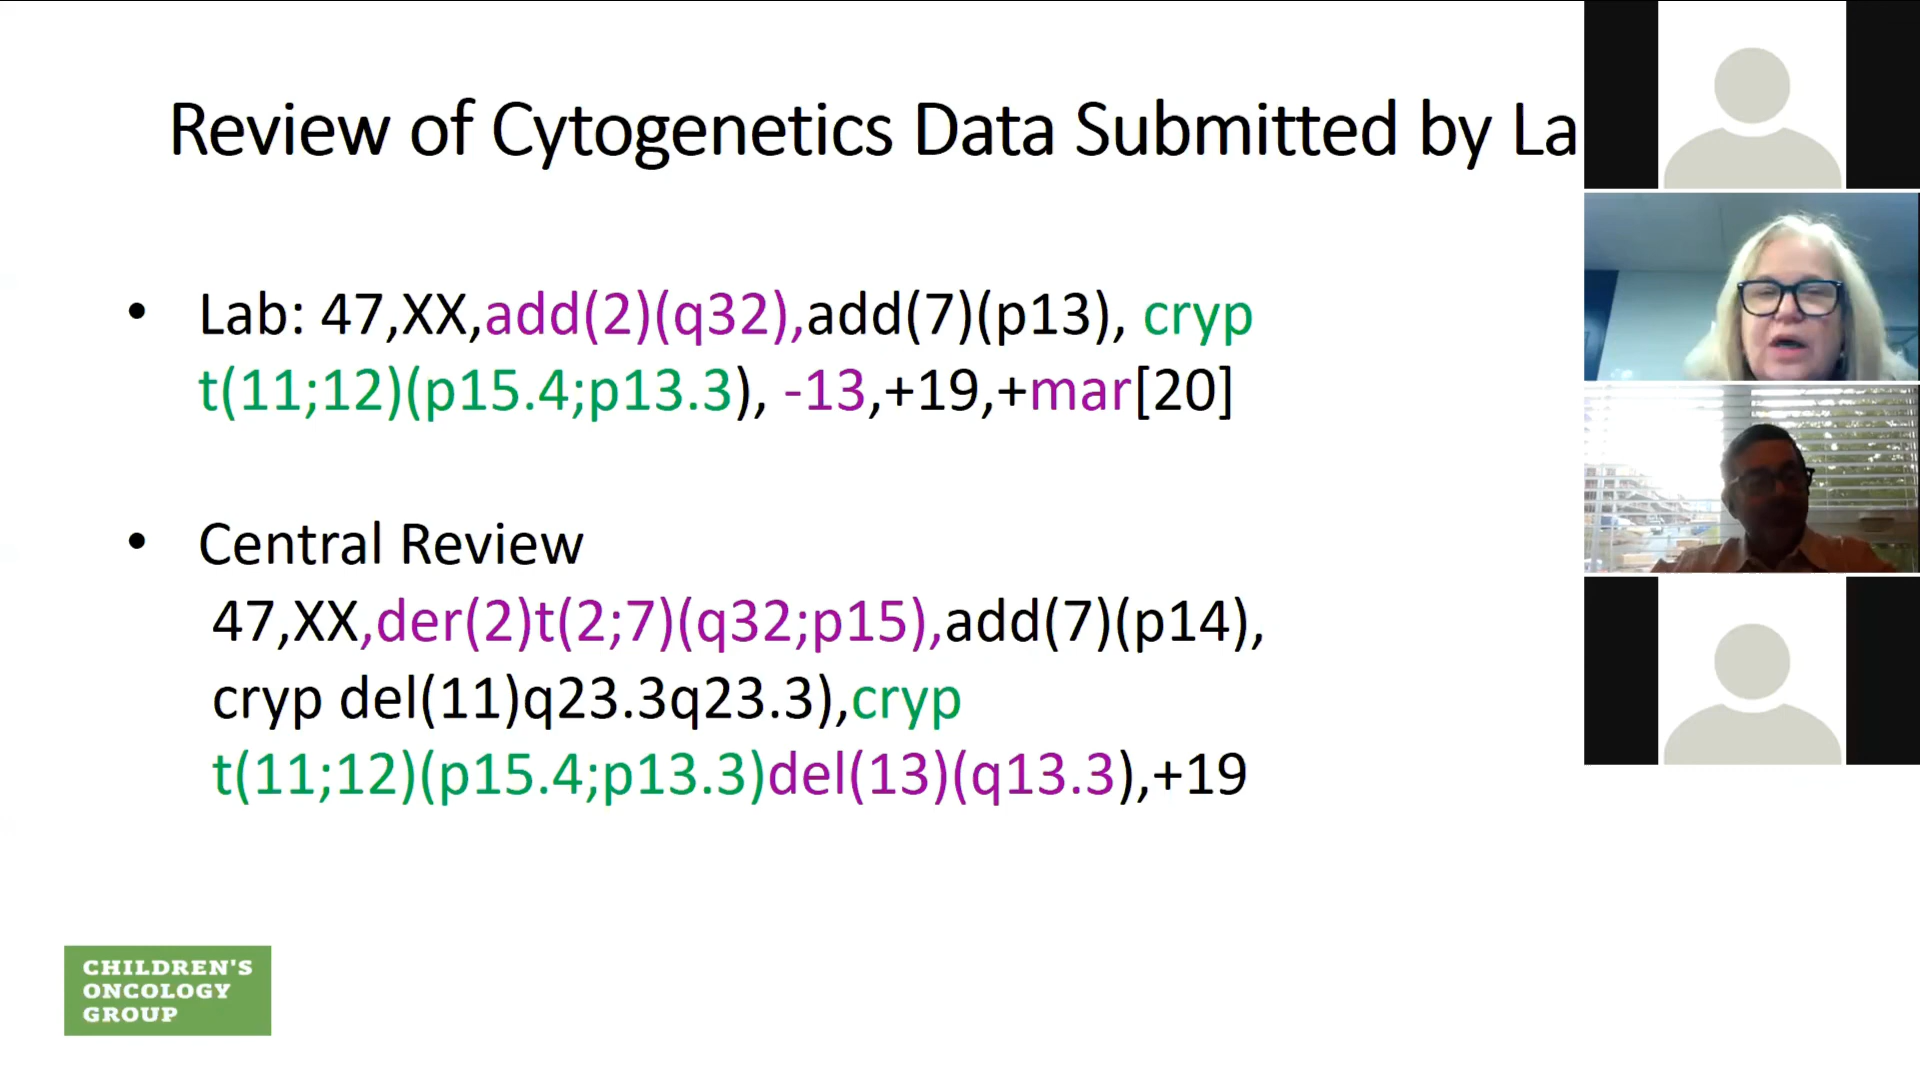 Review of Cytogenetics Data Submitted by La
• Lab: 47,XX,add(2)(q32),add(7)(p13), cryp
t(11;12)(p15.4;p13.3), -13,+19,+mar[20]
• Central Review
47,XX,der(2)t(2;7)(q32;p15),add(7)(p14),
cryp del(11)q23.3q23.3),cryp
t(11;12)(p15.4;p13.3)del(13)(q13.3),+19
CHILDREN'S
ONCOLOGY
GROUP